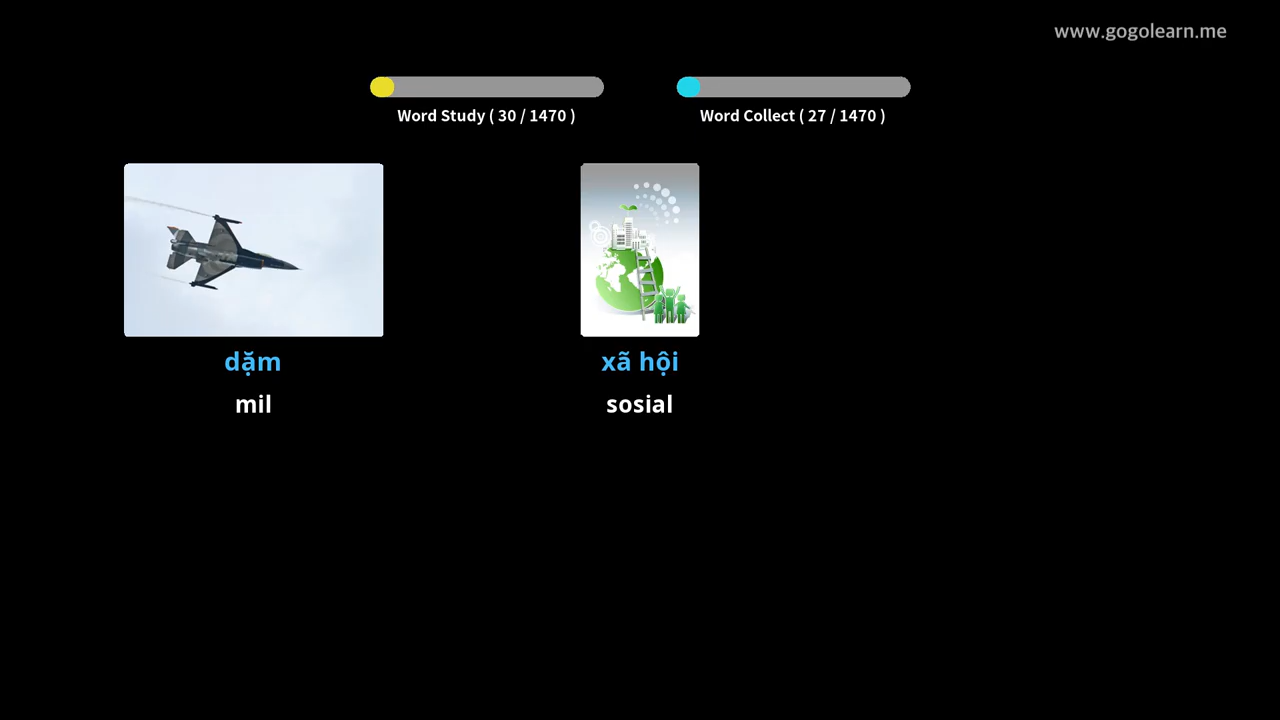 www.gogolearn.me
Word Study ( 30 / 1470 )
Word Collect ( 27 / 1470 )
dặm
mil
xã hội
sosial